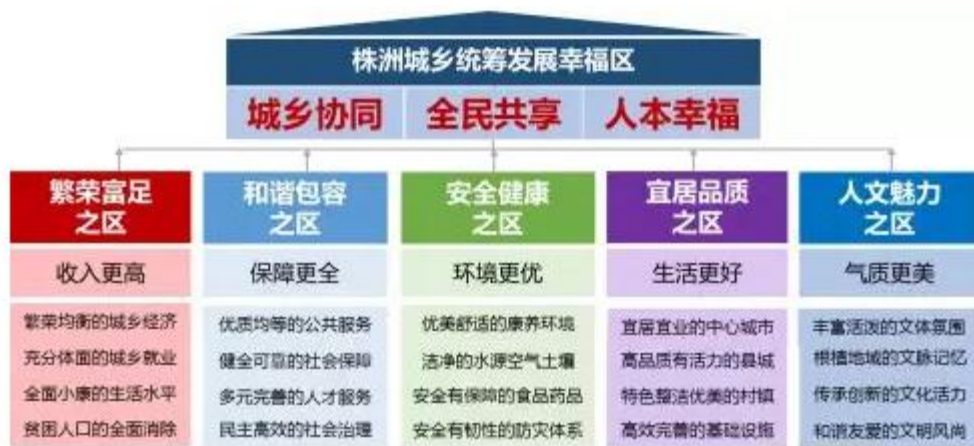 株洲城乡统筹发展幸福区
城乡协同 全民共享 人本幸福
繁荣富足
之区
收入更高
繁荣均衡的城乡经济
充分体面的城乡就业
全面小康的生活水平
贫困人口的全面消除
和谐包容
之区
保障更全
优质均等的公共服务
健全可靠的社会保障
多元完善的人才服务
民主高效的社会治理
安全健康
之区
环境更优
优美舒适的康养环境
洁净的水源空气土壤
安全有保障的食品药品
安全有韧性的防灾体系
宜居品质
之区
生活更好
宜居宜业的中心城市
高品质有活力的县城
特色整洁优美的村镇
高效完善的基础设施
人文魅力
之区
气质更美
丰富活泼的文体氛围
根植地域的文脉记忆
传承创新的文化活力
和谐友爱的文明风尚